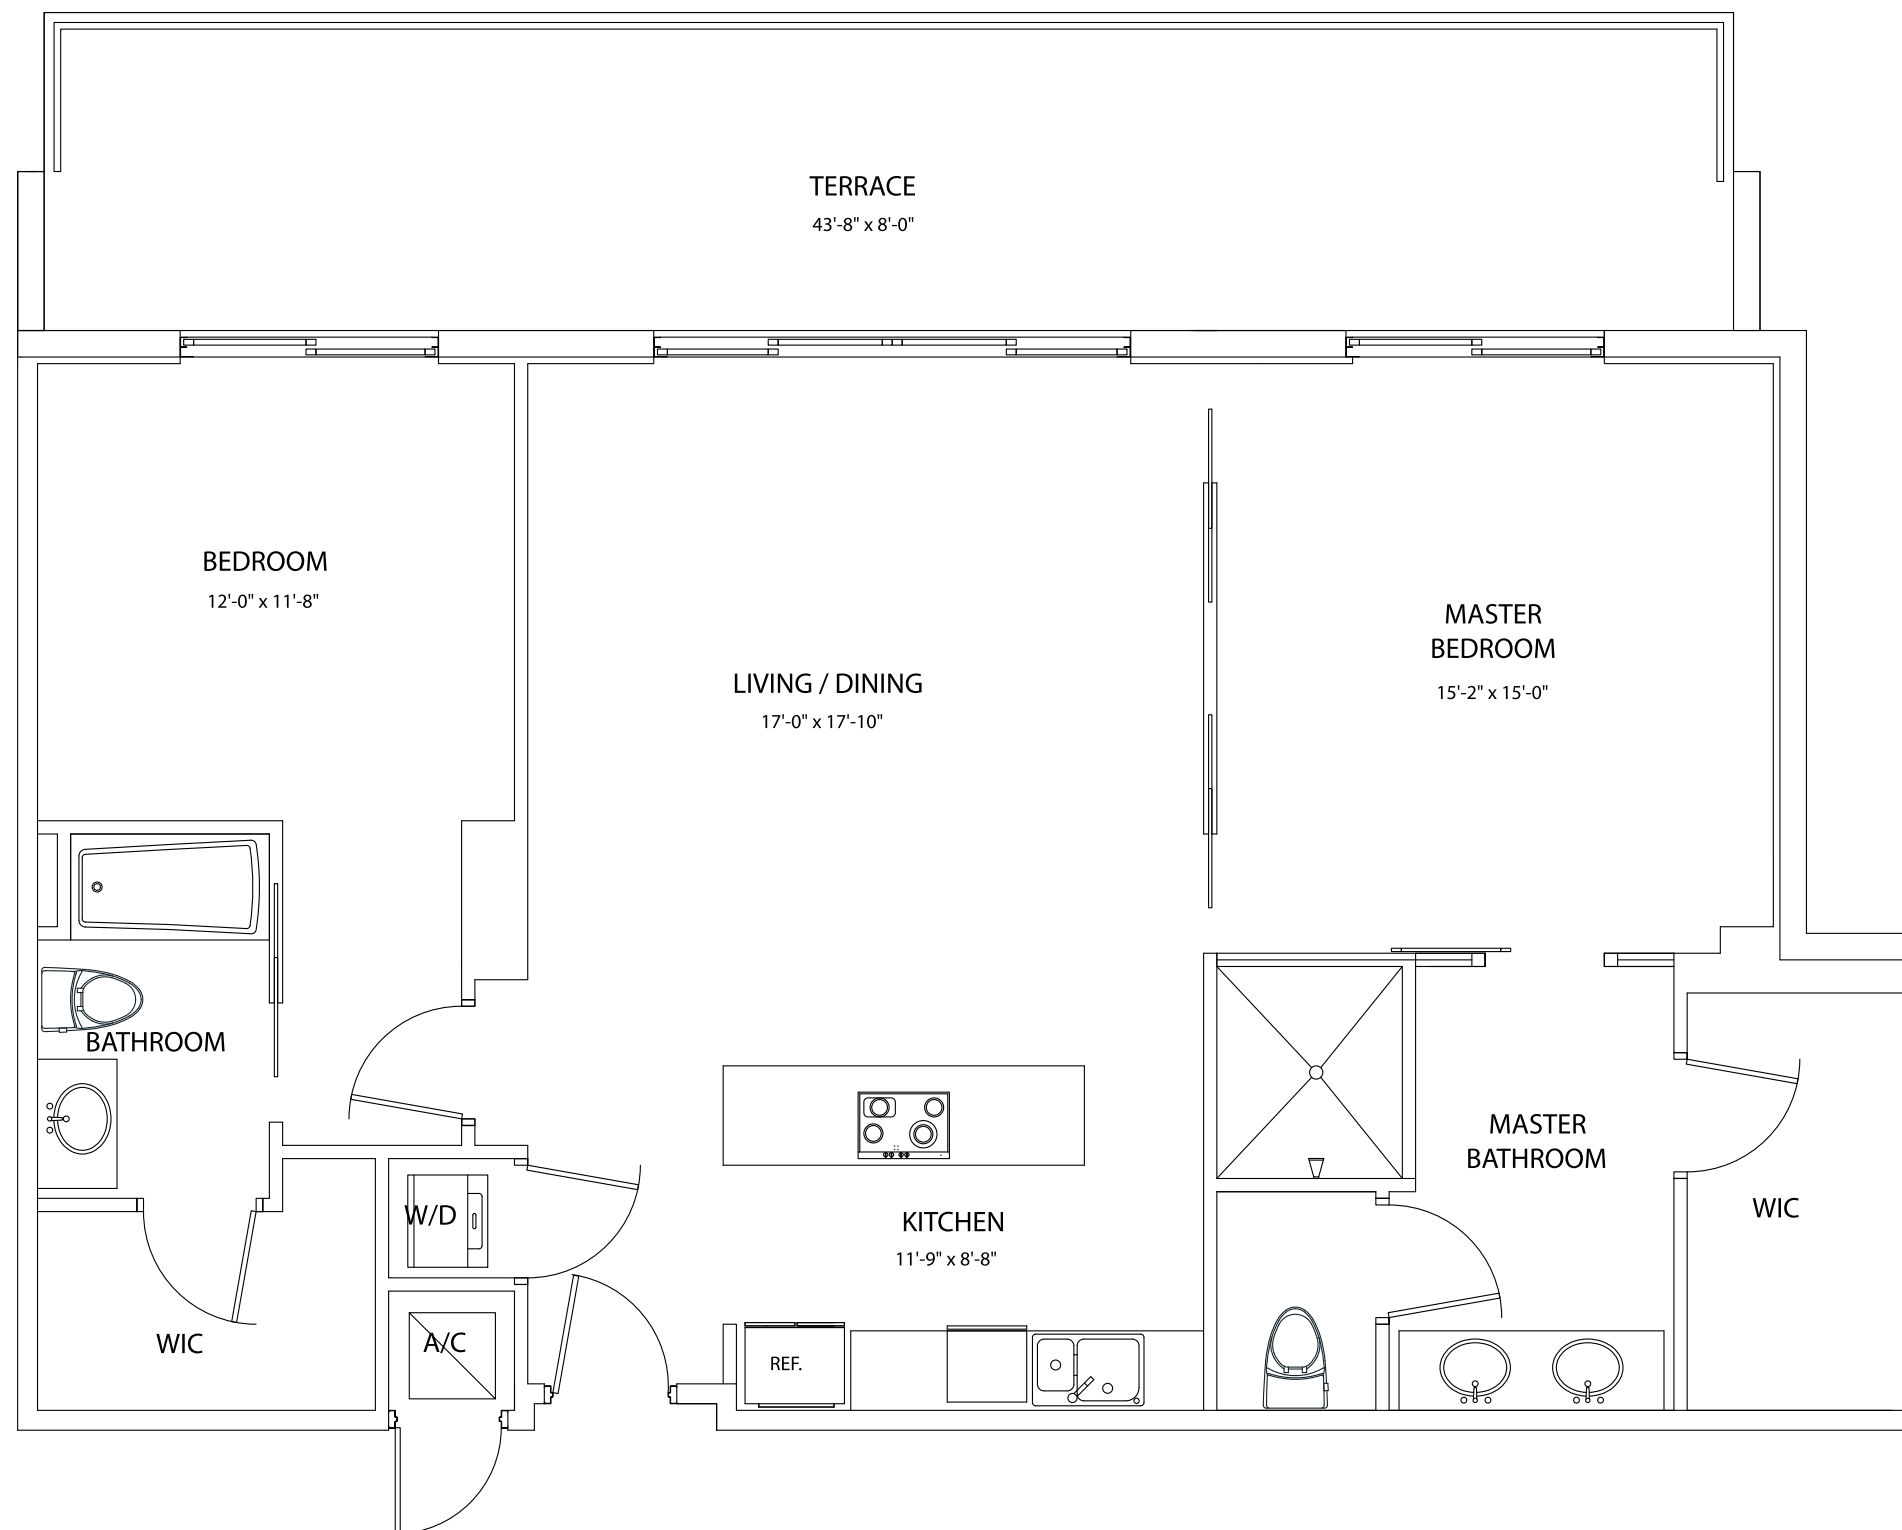 TERRACE
43'-8" x 8'-0"
BEDROOM
12'-0" x 11'-8"
LIVING / DINING
17'-0" x 17'-10"
MASTER
BEDROOM
15'-2" x 15'-0"
BATHROOM
MASTER
BATHROOM
W/D
KITCHEN
11'-9" x 8'-8"
WIC
WIC
A/C
REF.